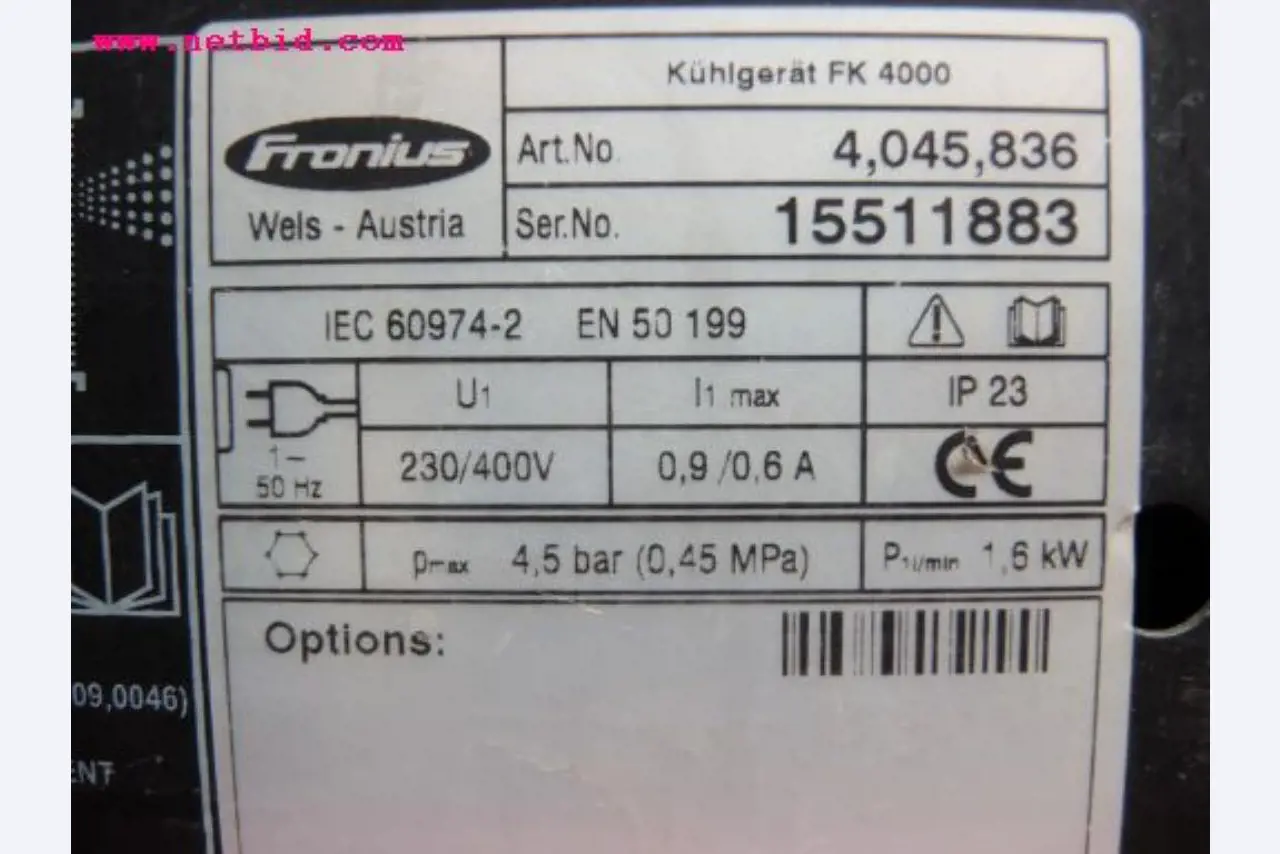 www.netbid.com
Kühlgerät FK 4000
Fronius
Wels - Austria
Art.No. 4,045,836
Ser.No. 15511883
IEC 60974-2 EN 50 199
U1 I1 max IP 23
1~
50 Hz
230/400V 0,9 /0,6 A CE
pmax 4,5 bar (0,45 MPa) P1l/min 1,6 kW
Options:
09,0046)
ENT